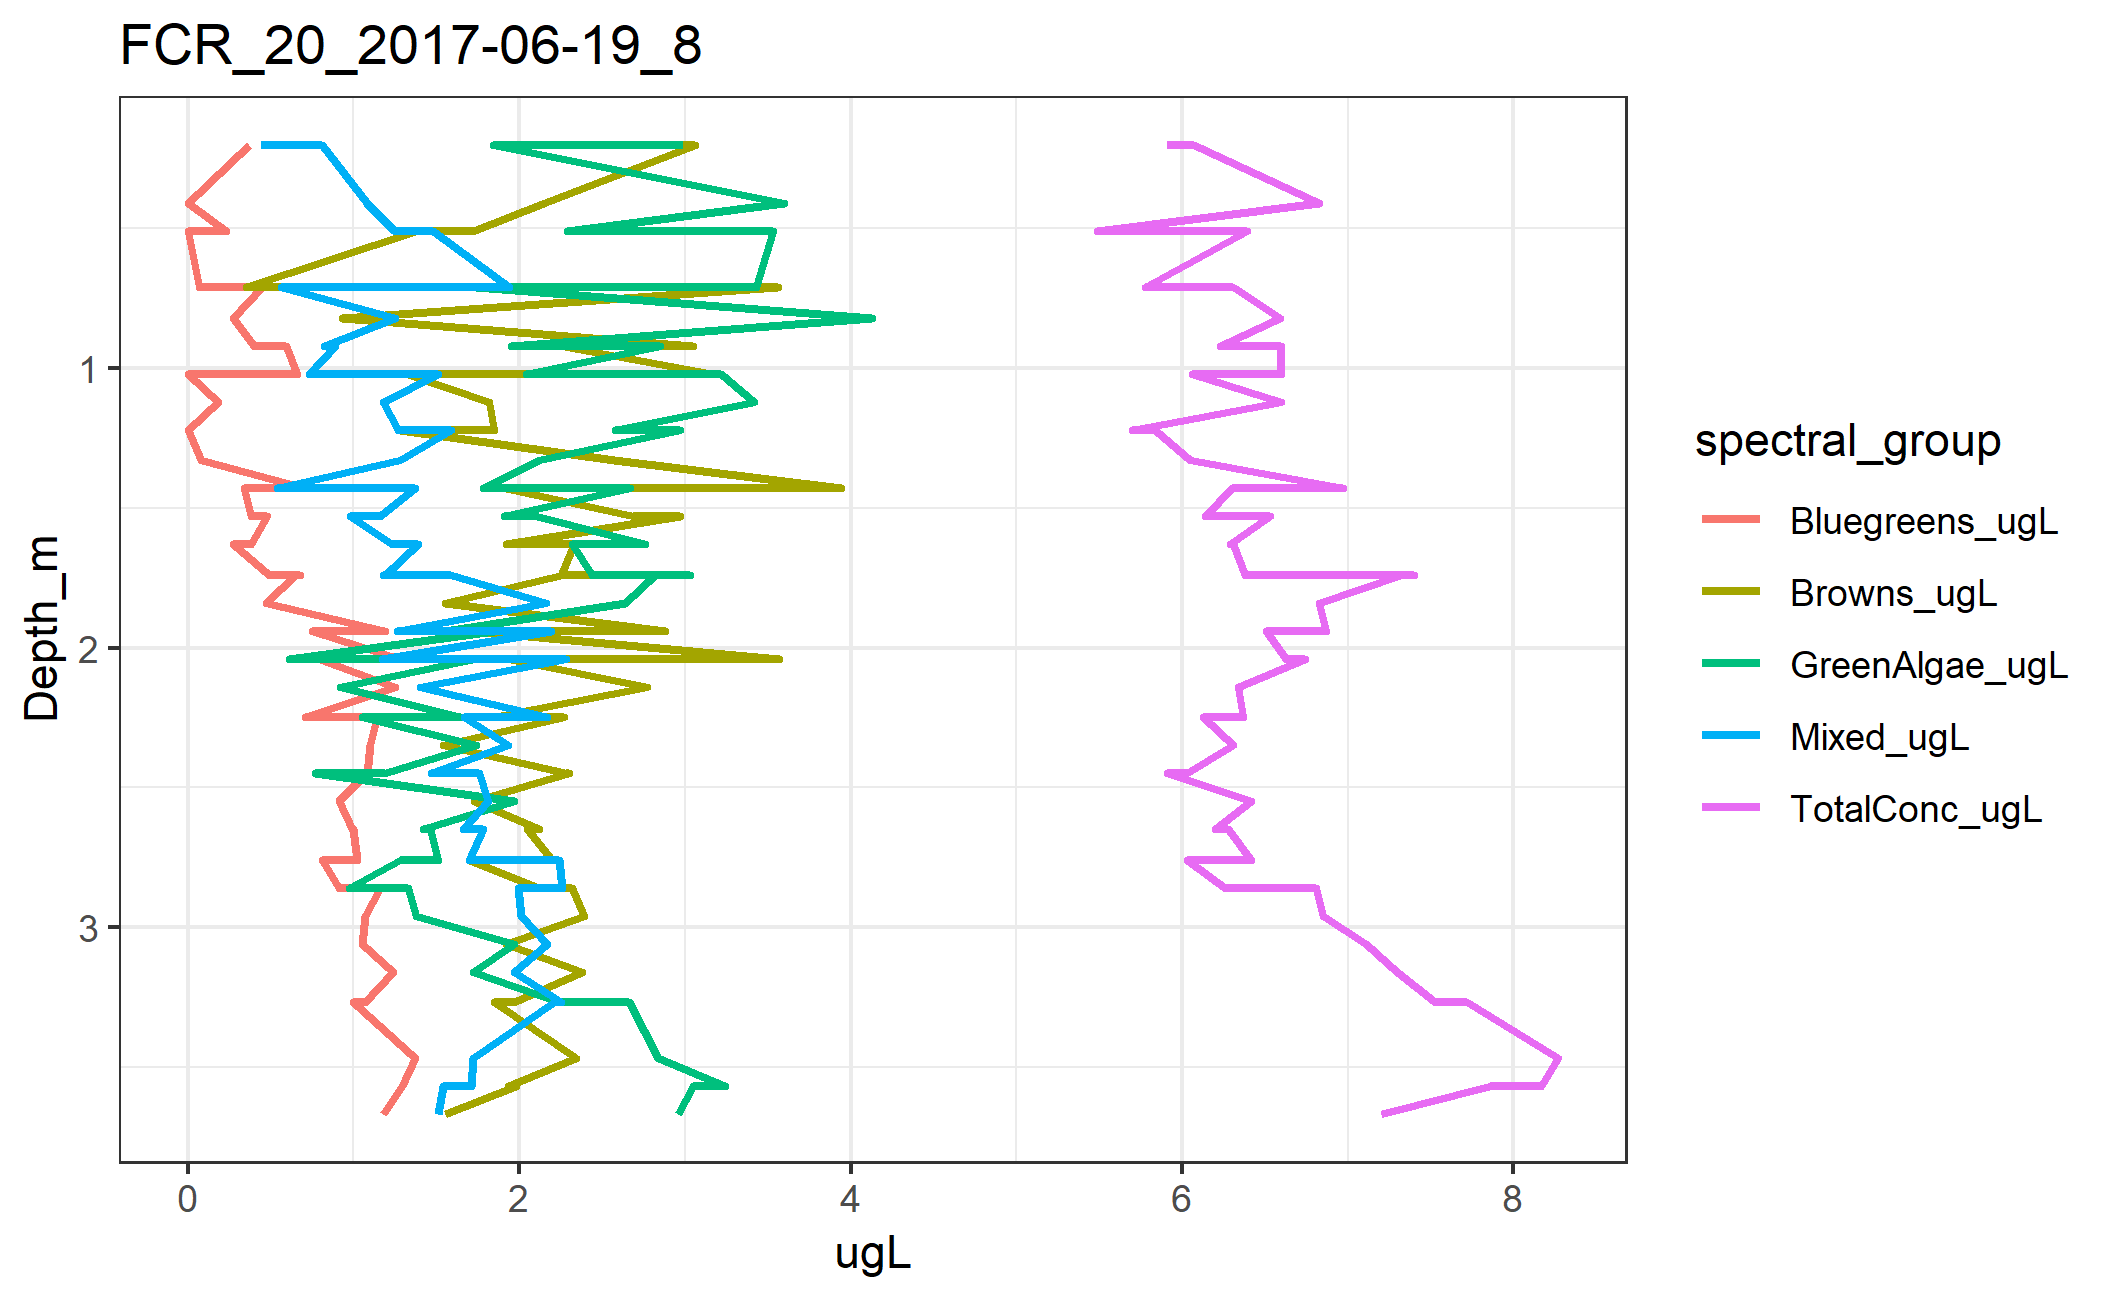 FCR_20_2017-06-19_8
Depth_m
1
2
3
0
2
4
6
8
ugL
spectral_group
Bluegreens_ugL
Browns_ugL
GreenAlgae_ugL
Mixed_ugL
TotalConc_ugL